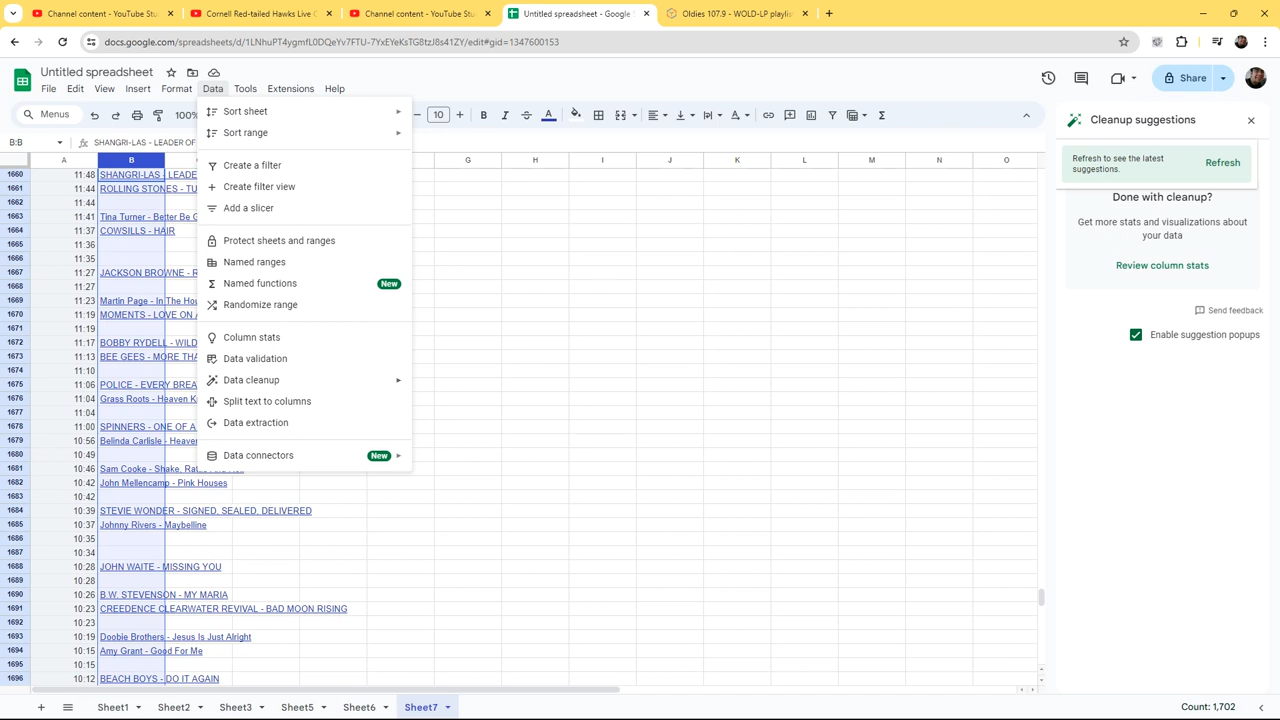 Channel content - YouTube Stu
Cornell Red-tailed Hawks Live C
Channel content - YouTube Stu
Untitled spreadsheet - Google S
Oldies 107.9 - WOLD-LP playlist
docs.google.com/spreadsheets/d/1LNhuPT4ygmfL0DQeYv7FTU-7YxEYeKsTG8tzJ8s41ZY/edit#gid=1347600153
Untitled spreadsheet
File Edit View Insert Format Data Tools Extensions Help
Share
Menus 100% 10
B:B SHANGRI-LAS - LEADER OF
A B G H I J K L M N O
1660 11:48 SHANGRI-LAS - LEADE
1661 11:44 ROLLING STONES - TU
1662 11:44
1663 11:41 Tina Turner - Better Be G
1664 11:37 COWSILLS - HAIR
1665 11:36
1666 11:35
1667 11:27 JACKSON BROWNE - R
1668 11:27
1669 11:23 Martin Page - In The Hou
1670 11:19 MOMENTS - LOVE ON A
1671 11:19
1672 11:17 BOBBY RYDELL - WILD
1673 11:13 BEE GEES - MORE THA
1674 11:10
1675 11:06 POLICE - EVERY BREA
1676 11:04 Grass Roots - Heaven K
1677 11:04
1678 11:00 SPINNERS - ONE OF A
1679 10:56 Belinda Carlisle - Heaven
1680 10:49
1681 10:46 Sam Cooke - Shake, Rat
1682 10:42 John Mellencamp - Pink Houses
1683 10:42
1684 10:39 STEVIE WONDER - SIGNED, SEALED, DELIVERED
1685 10:37 Johnny Rivers - Maybelline
1686 10:35
1687 10:34
1688 10:28 JOHN WAITE - MISSING YOU
1689 10:28
1690 10:26 B.W. STEVENSON - MY MARIA
1691 10:23 CREEDENCE CLEARWATER REVIVAL - BAD MOON RISING
1692 10:23
1693 10:19 Doobie Brothers - Jesus Is Just Alright
1694 10:15 Amy Grant - Good For Me
1695 10:15
1696 10:12 BEACH BOYS - DO IT AGAIN
Sort sheet
Sort range
Create a filter
Create filter view
Add a slicer
Protect sheets and ranges
Named ranges
Named functions New
Randomize range
Column stats
Data validation
Data cleanup
Split text to columns
Data extraction
Data connectors New
Cleanup suggestions
Refresh to see the latest
suggestions.
Refresh
Done with cleanup?
Get more stats and visualizations about
your data
Review column stats
Send feedback
Enable suggestion popups
Sheet1 Sheet2 Sheet3 Sheet5 Sheet6 Sheet7
Count: 1,702